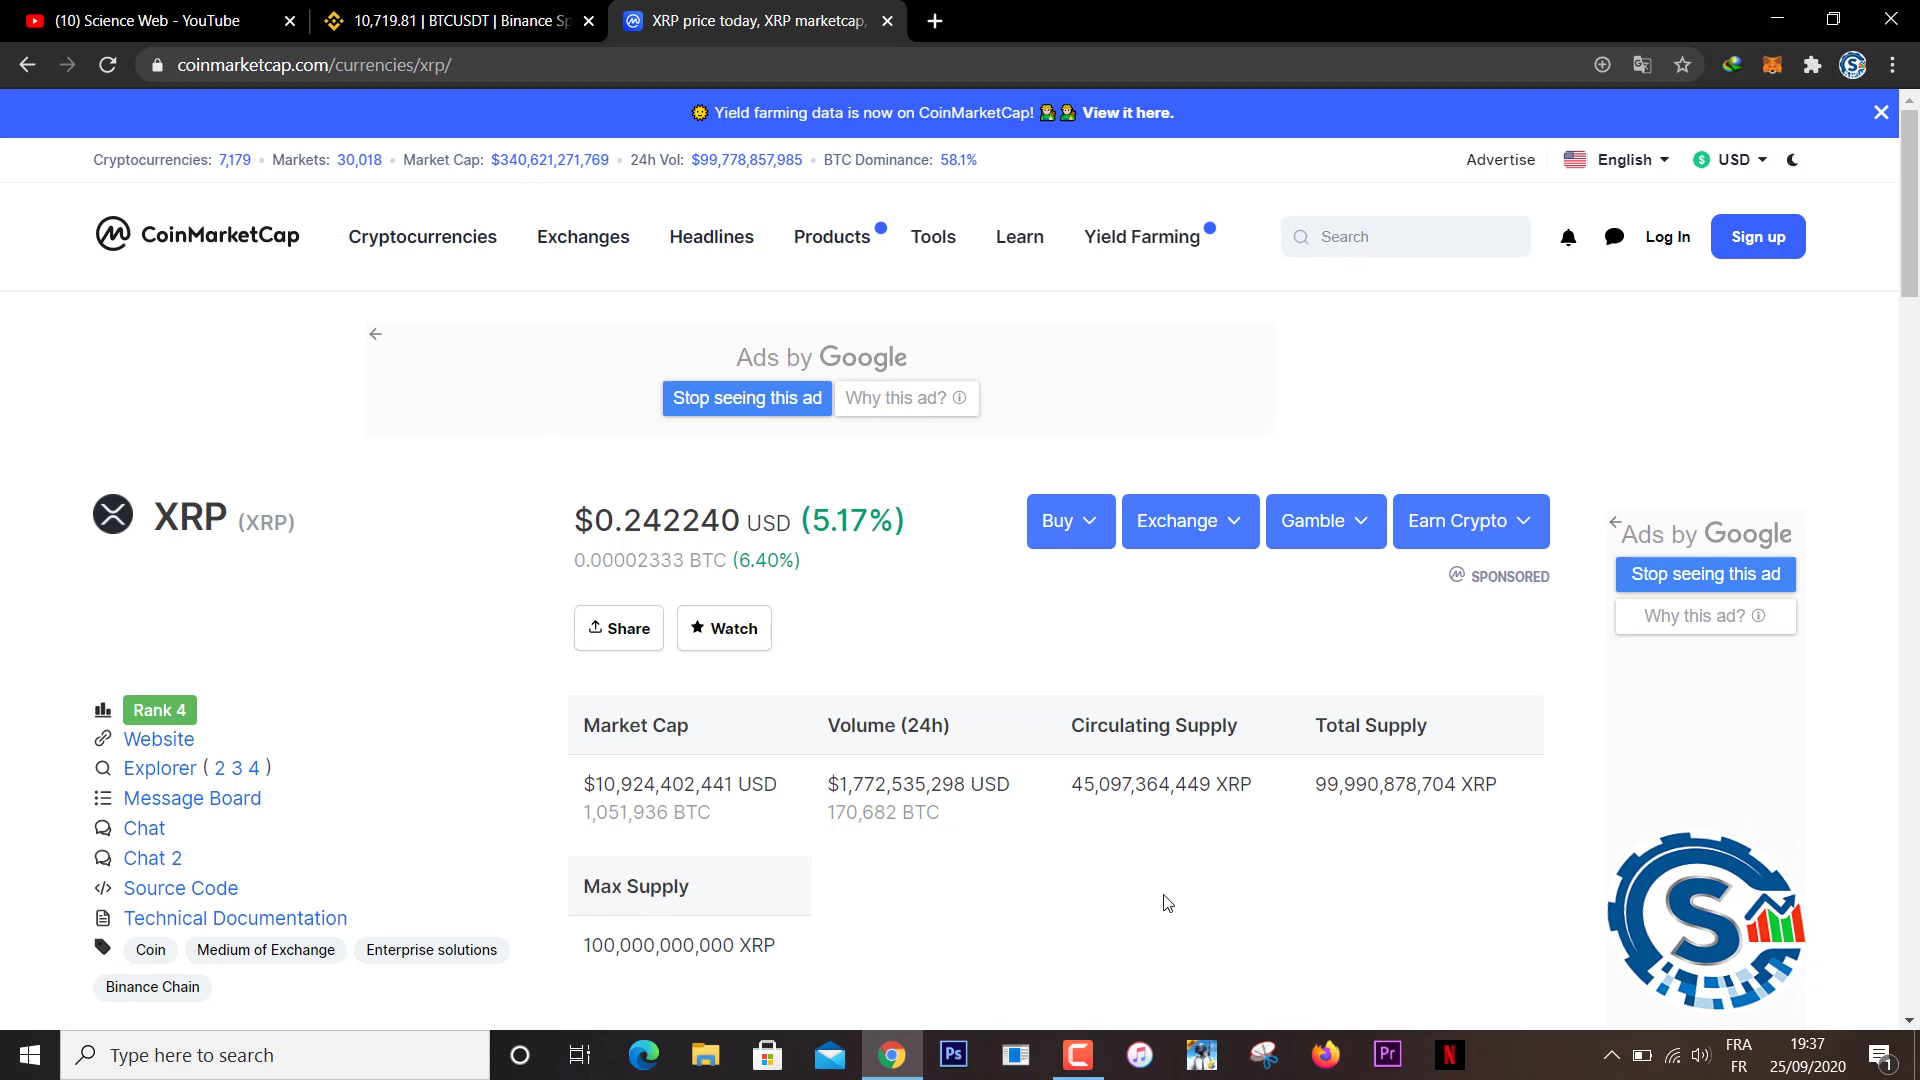 (10) Science Web - YouTube
10,719.81 | BTCUSDT | Binance Sp
XRP price today, XRP marketcap,
coinmarketcap.com/currencies/xrp/
Yield farming data is now on CoinMarketCap! View it here.
Cryptocurrencies: 7,179 • Markets: 30,018 • Market Cap: $340,621,271,769 • 24h Vol: $99,778,857,985 • BTC Dominance: 58.1%
Advertise English USD
CoinMarketCap
Cryptocurrencies Exchanges Headlines Products Tools Learn Yield Farming
Search
Log In
Sign up
Ads by Google
Stop seeing this ad Why this ad?
XRP (XRP)
$0.242240 USD (5.17%)
0.00002333 BTC (6.40%)
Buy Exchange Gamble Earn Crypto
SPONSORED
Share Watch
Ads by Google
Stop seeing this ad
Why this ad?
Rank 4
Website
Explorer ( 2 3 4 )
Message Board
Chat
Chat 2
Source Code
Technical Documentation
Coin Medium of Exchange Enterprise solutions
Binance Chain
Market Cap Volume (24h) Circulating Supply Total Supply
$10,924,402,441 USD $1,772,535,298 USD 45,097,364,449 XRP 99,990,878,704 XRP
1,051,936 BTC 170,682 BTC
Max Supply
100,000,000,000 XRP
S
Type here to search
Ps
Pr
N
FRA
FR
19:37
25/09/2020
1